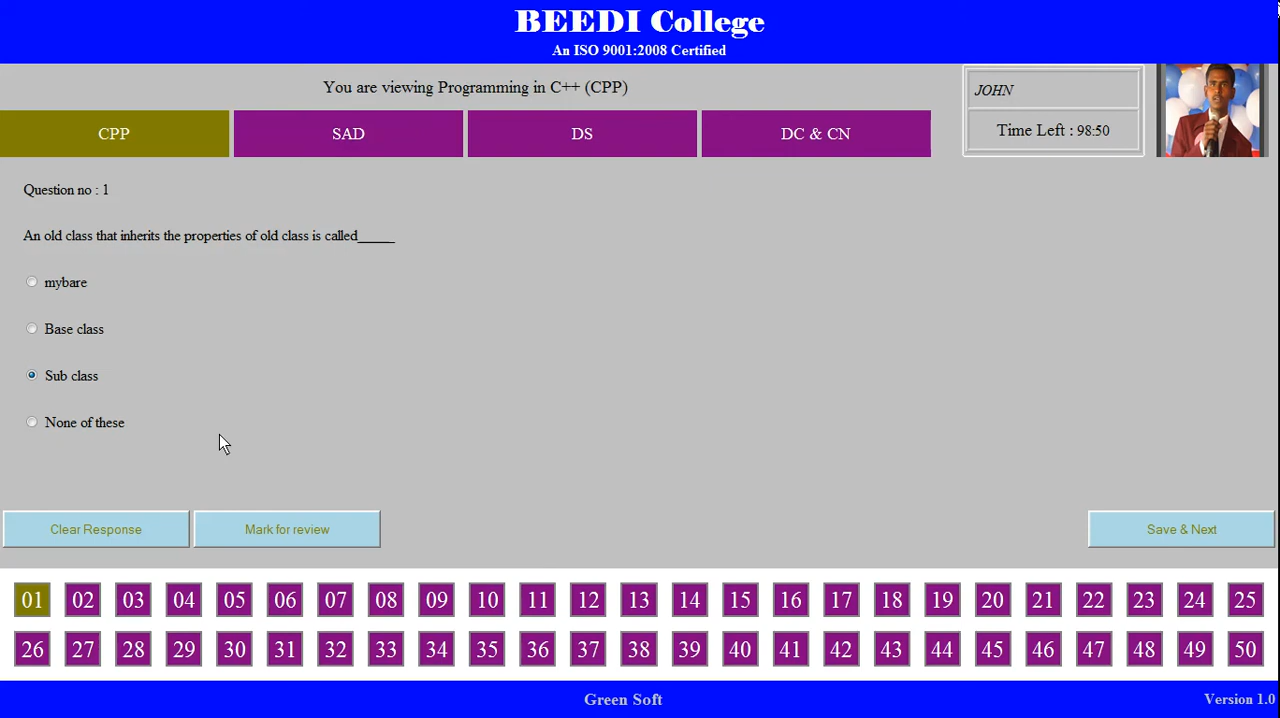 BEEDI College
An ISO 9001:2008 Certified
You are viewing Programming in C++ (CPP)
JOHN
Time Left : 98:50
CPP
SAD
DS
DC & CN
Question no : 1
An old class that inherits the properties of old class is called_____
mybare
Base class
Sub class
None of these
Clear Response
Mark for review
Save & Next
01 02 03 04 05 06 07 08 09 10 11 12 13 14 15 16 17 18 19 20 21 22 23 24 25
26 27 28 29 30 31 32 33 34 35 36 37 38 39 40 41 42 43 44 45 46 47 48 49 50
Green Soft
Version 1.0